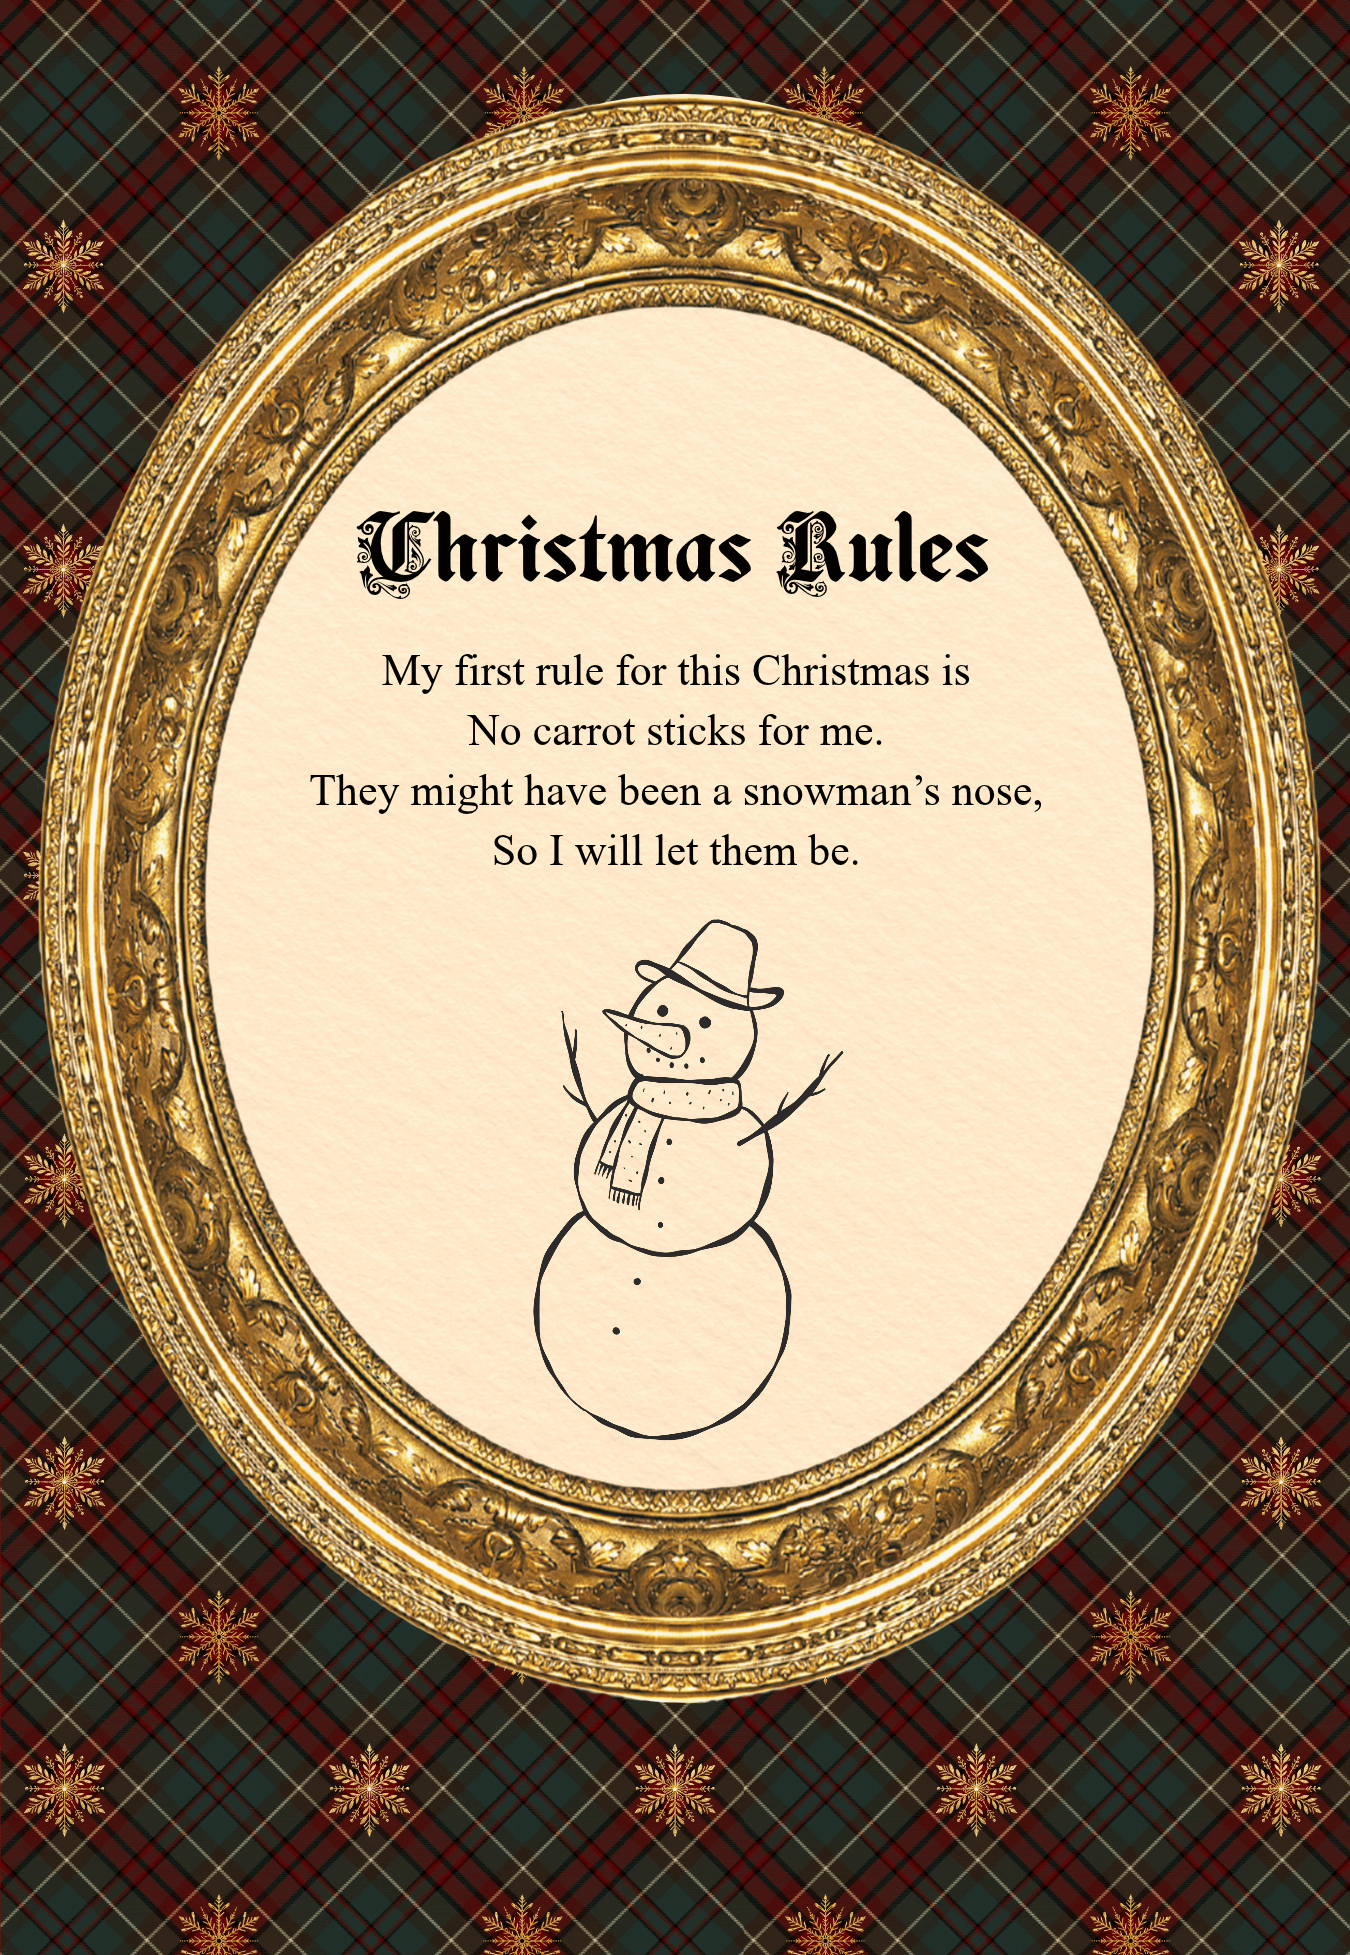 Christmas Rules
My first rule for this Christmas is
No carrot sticks for me.
They might have been a snowman’s nose,
So I will let them be.